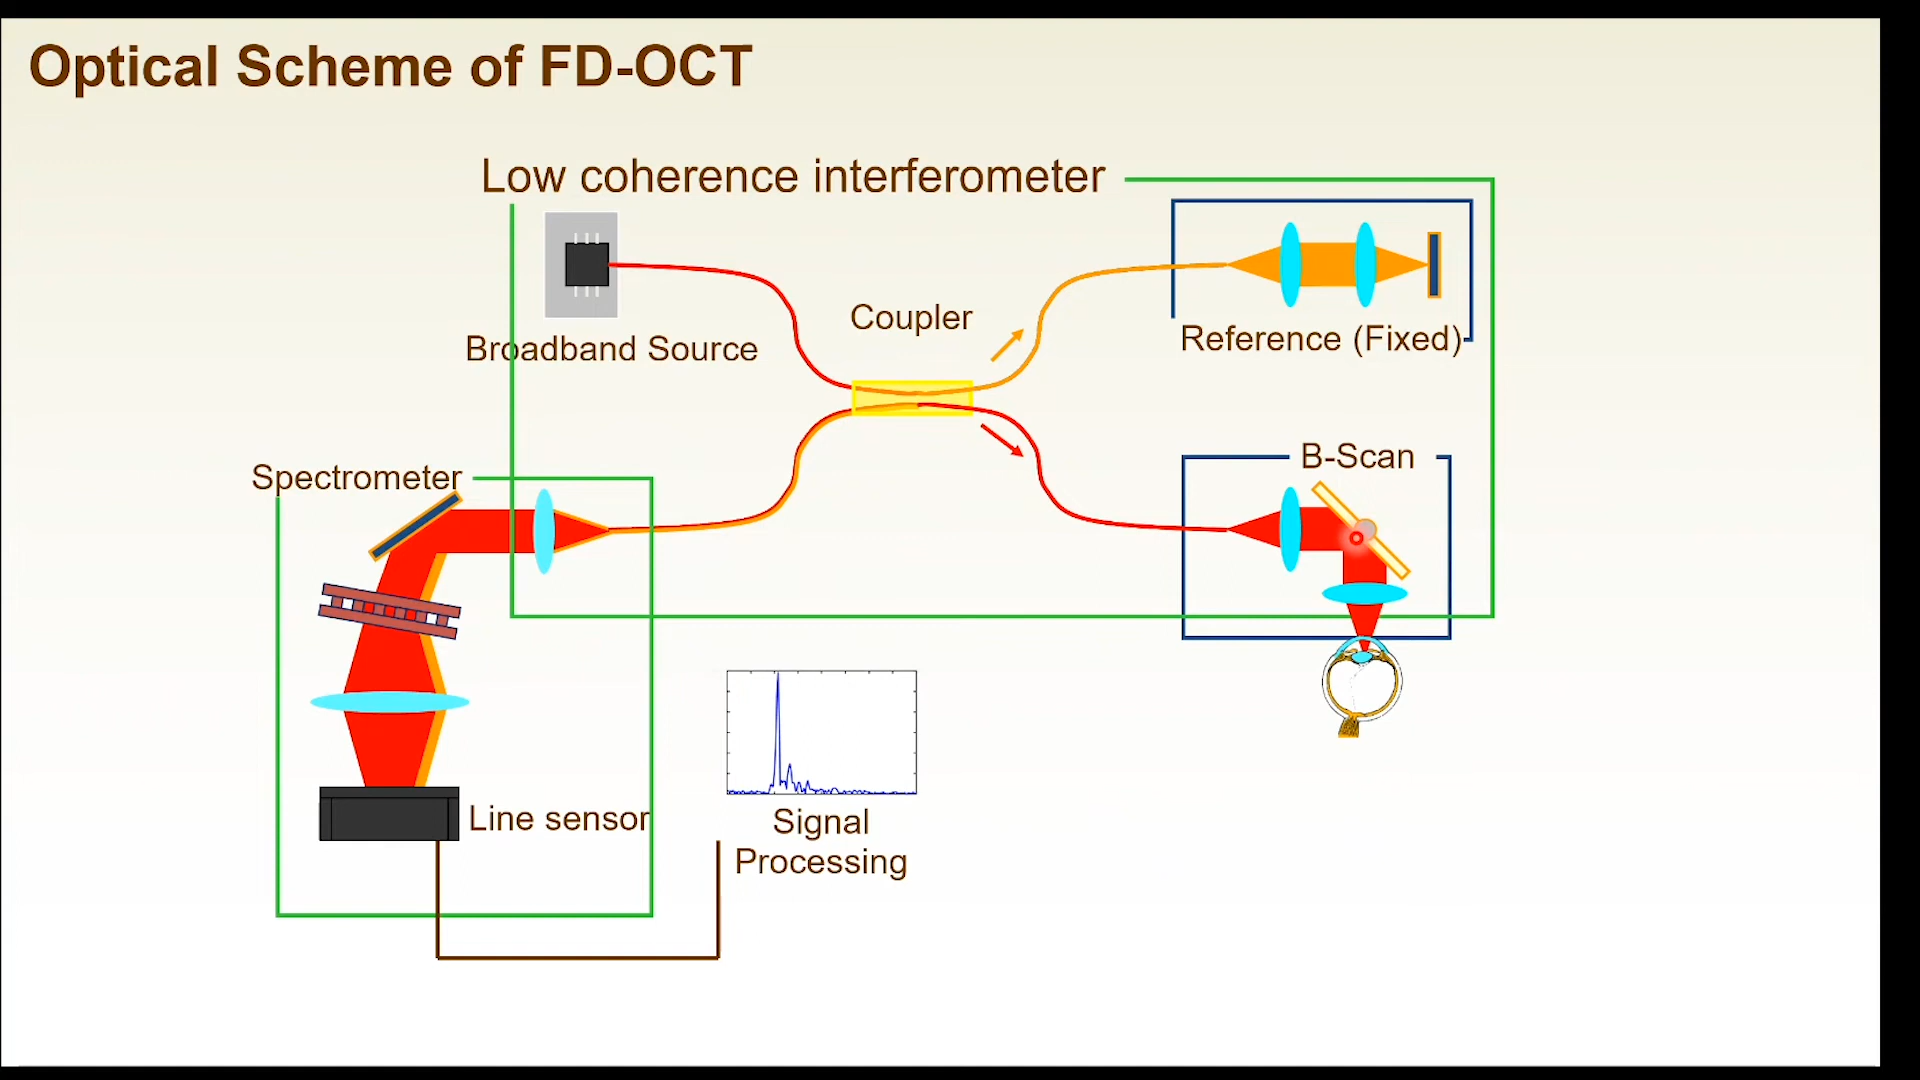 Optical Scheme of FD-OCT
Low coherence interferometer
Broadband Source
Coupler
Reference (Fixed)
B-Scan
Spectrometer
Line sensor
Signal
Processing